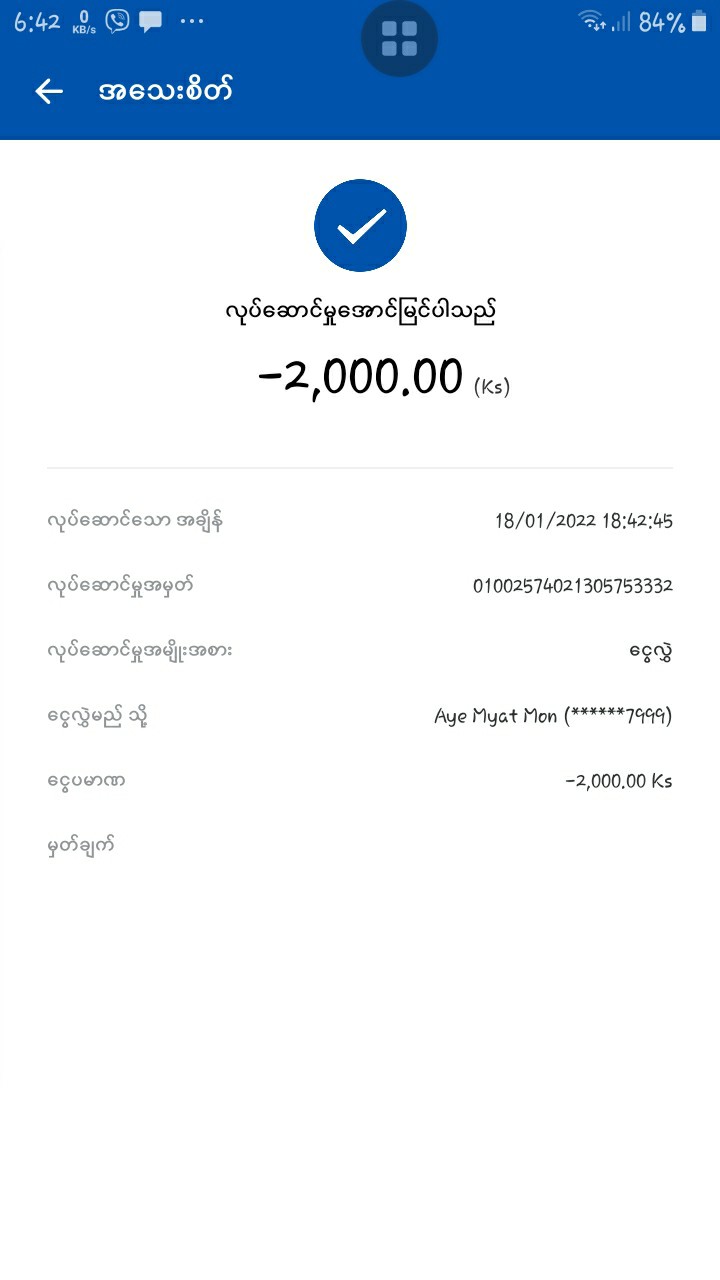 6:42 0 KB/s ... 84%
အသေးစိတ်
လုပ်ဆောင်မှုအောင်မြင်ပါသည်
-2,000.00 (Ks)
လုပ်ဆောင်သော အချိန် 18/01/2022 18:42:45
လုပ်ဆောင်မှုအမှတ် 01002574021305753332
လုပ်ဆောင်မှုအမျိုးအစား ငွေလွှဲ
ငွေလွှဲမည် သို့ Aye Myat Mon (******7999)
ငွေပမာဏ -2,000.00 Ks
မှတ်ချက်